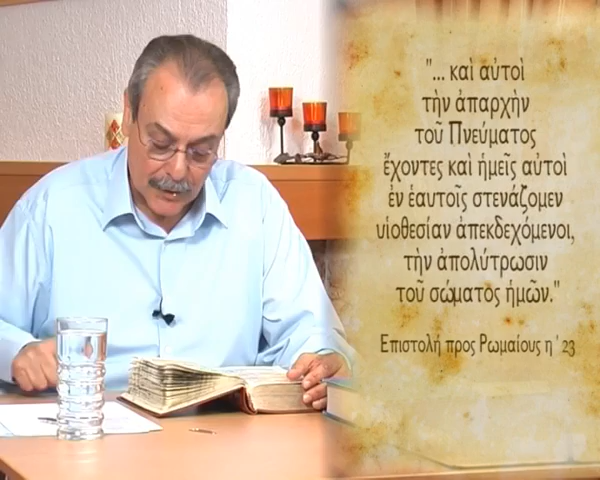 "... καὶ αὐτοὶ
τὴν ἀπαρχὴν
τοῦ Πνεύματος
ἔχοντες καὶ ἡμεῖς αὐτοὶ
ἐν ἑαυτοῖς στενάζομεν
υἱοθεσίαν ἀπεκδεχόμενοι,
τὴν ἀπολύτρωσιν
τοῦ σώματος ἡμῶν."
Επιστολή προς Ρωμαίους η΄23